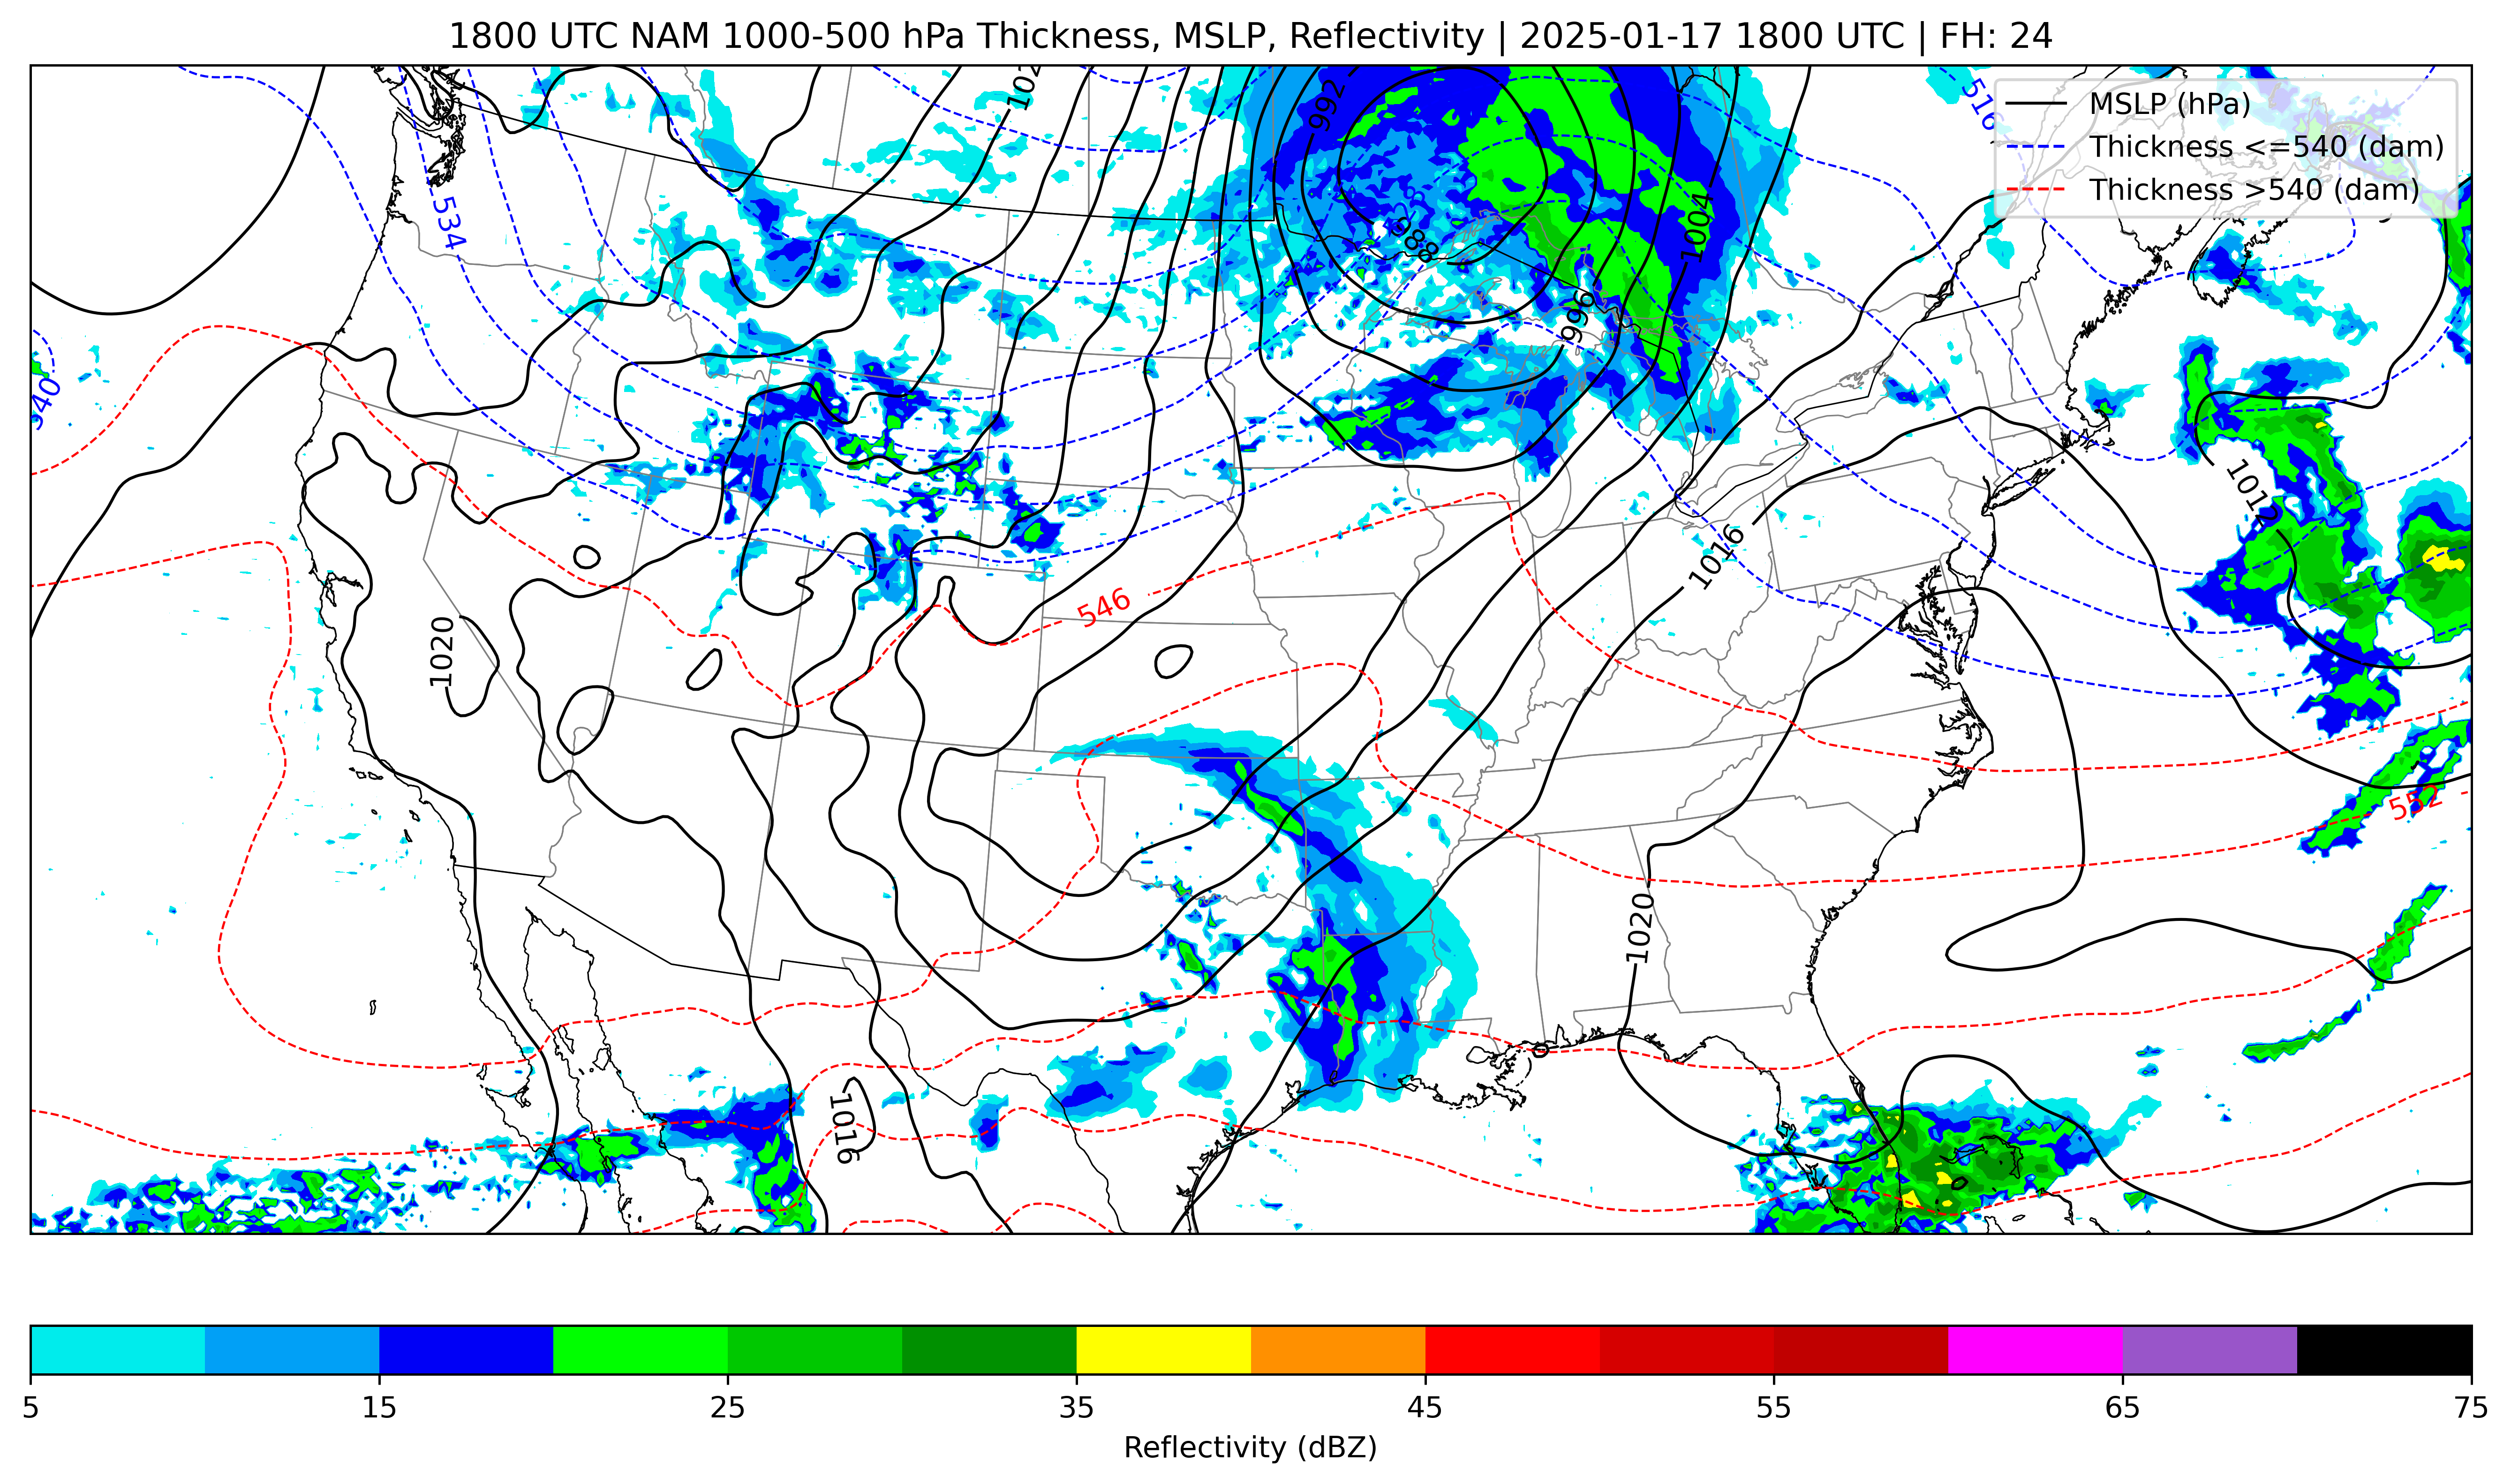 1800 UTC NAM 1000-500 hPa Thickness, MSLP, Reflectivity | 2025-01-17 1800 UTC | FH: 24
MSLP (hPa)
Thickness <=540 (dam)
Thickness >540 (dam)
992
516
534
988
1004
996
540
1012
1016
546
1020
552
1020
1016
5 15 25 35 45 55 65 75
Reflectivity (dBZ)